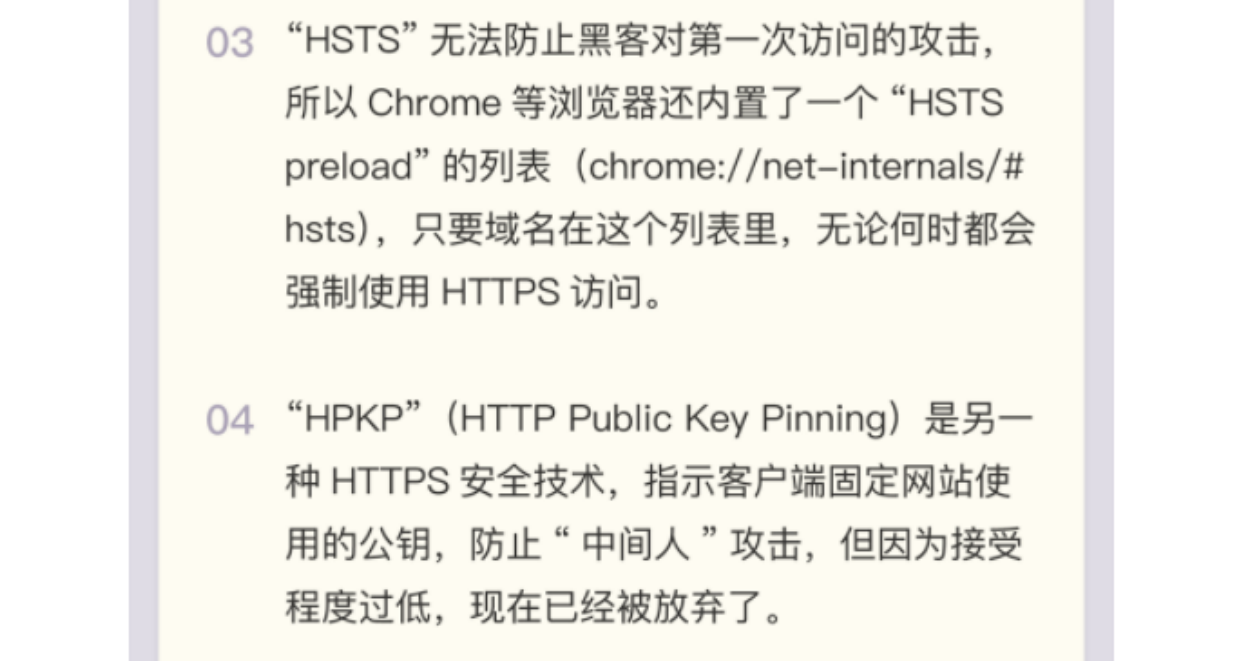 03 “HSTS” 无法防止黑客对第一次访问的攻击，
所以 Chrome 等浏览器还内置了一个 “HSTS
preload” 的列表（chrome://net-internals/#
hsts），只要域名在这个列表里，无论何时都会
强制使用 HTTPS 访问。
04 “HPKP”（HTTP Public Key Pinning）是另一
种 HTTPS 安全技术，指示客户端固定网站使
用的公钥，防止 “ 中间人 ” 攻击，但因为接受
程度过低，现在已经被放弃了。